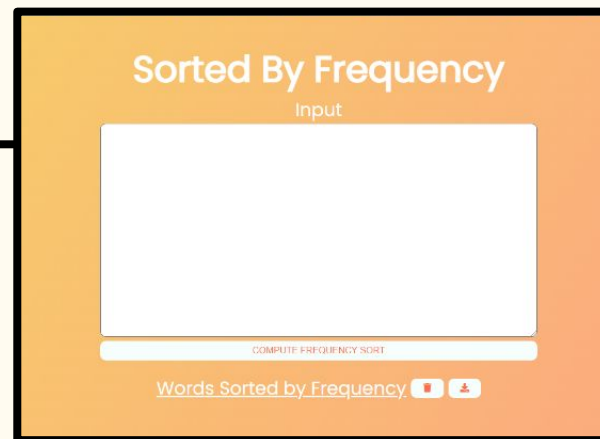 Sorted By Frequency
Input
COMPUTE FREQUENCY SORT
Words Sorted by Frequency